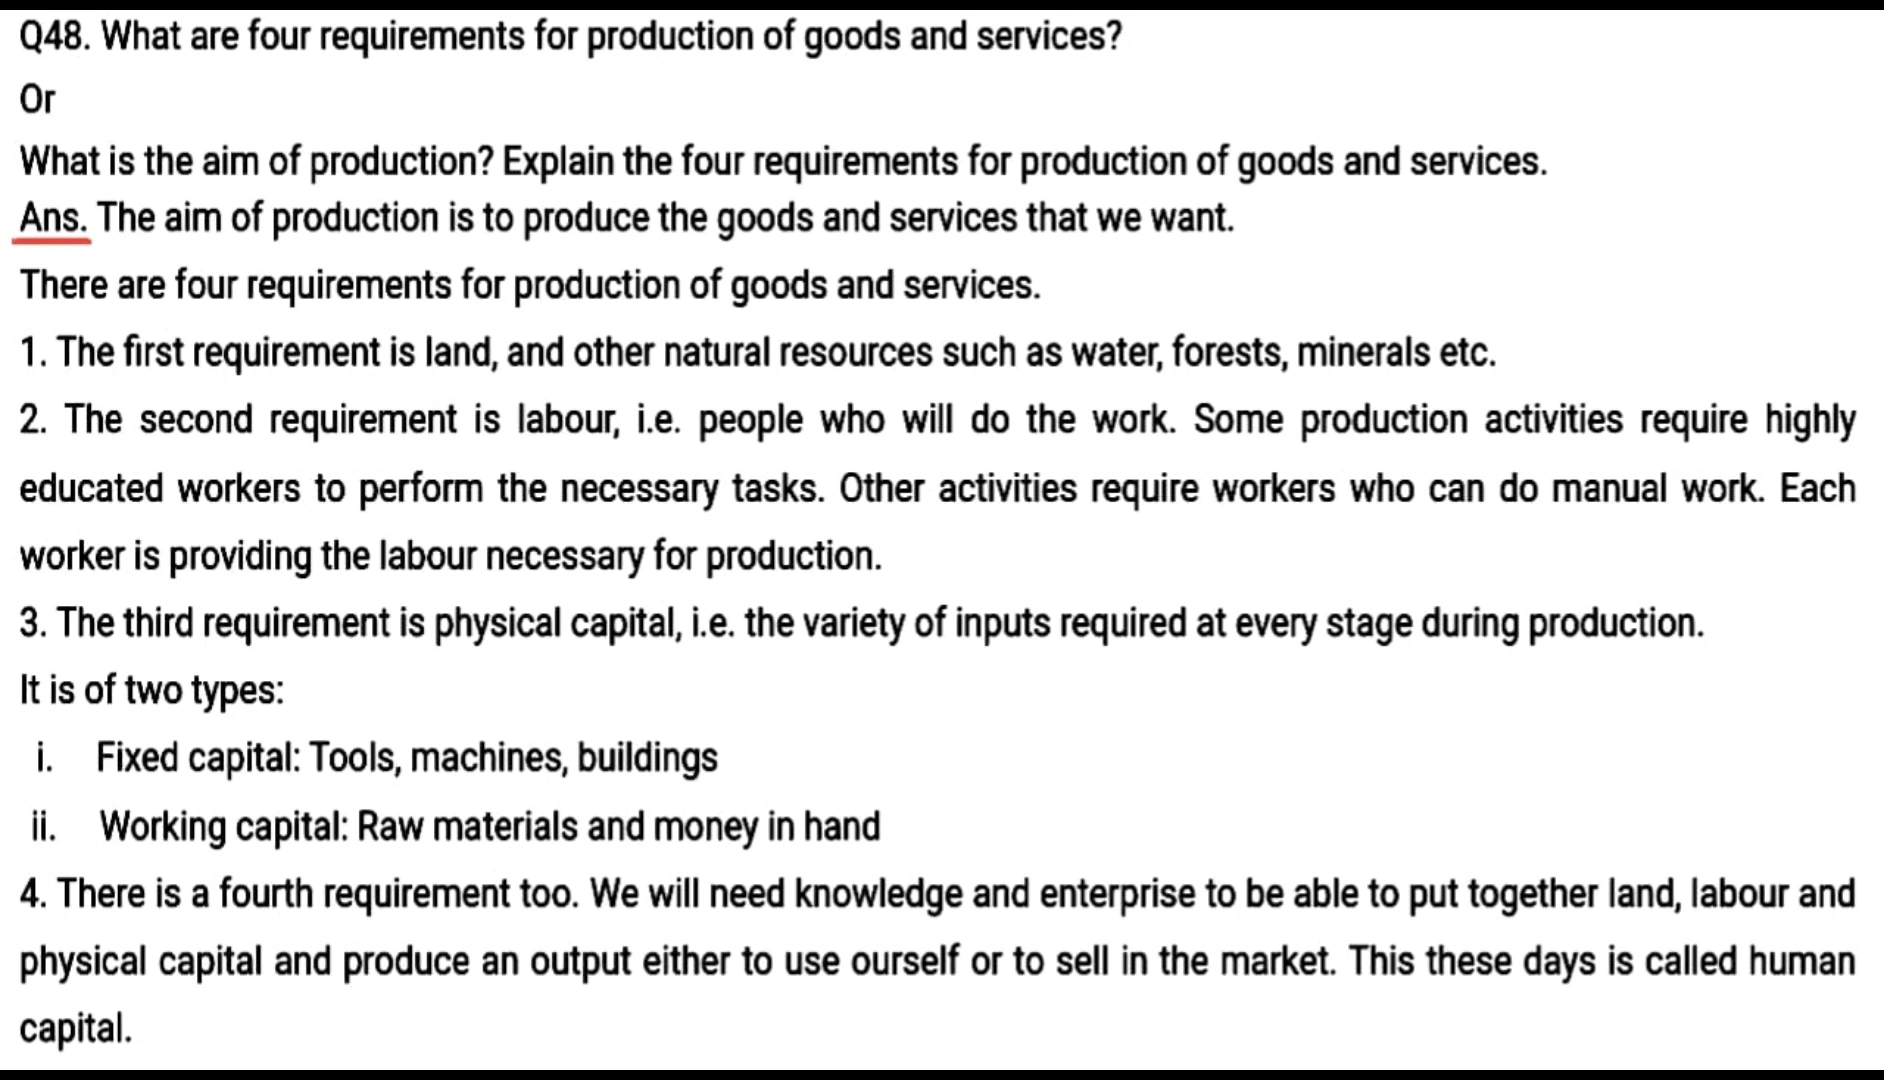 Q48. What are four requirements for production of goods and services?
Or
What is the aim of production? Explain the four requirements for production of goods and services.
Ans. The aim of production is to produce the goods and services that we want.
There are four requirements for production of goods and services.
1. The first requirement is land, and other natural resources such as water, forests, minerals etc.
2. The second requirement is labour, i.e. people who will do the work. Some production activities require highly
educated workers to perform the necessary tasks. Other activities require workers who can do manual work. Each
worker is providing the labour necessary for production.
3. The third requirement is physical capital, i.e. the variety of inputs required at every stage during production.
It is of two types:
i. Fixed capital: Tools, machines, buildings
ii. Working capital: Raw materials and money in hand
4. There is a fourth requirement too. We will need knowledge and enterprise to be able to put together land, labour and
physical capital and produce an output either to use ourself or to sell in the market. This these days is called human
capital.